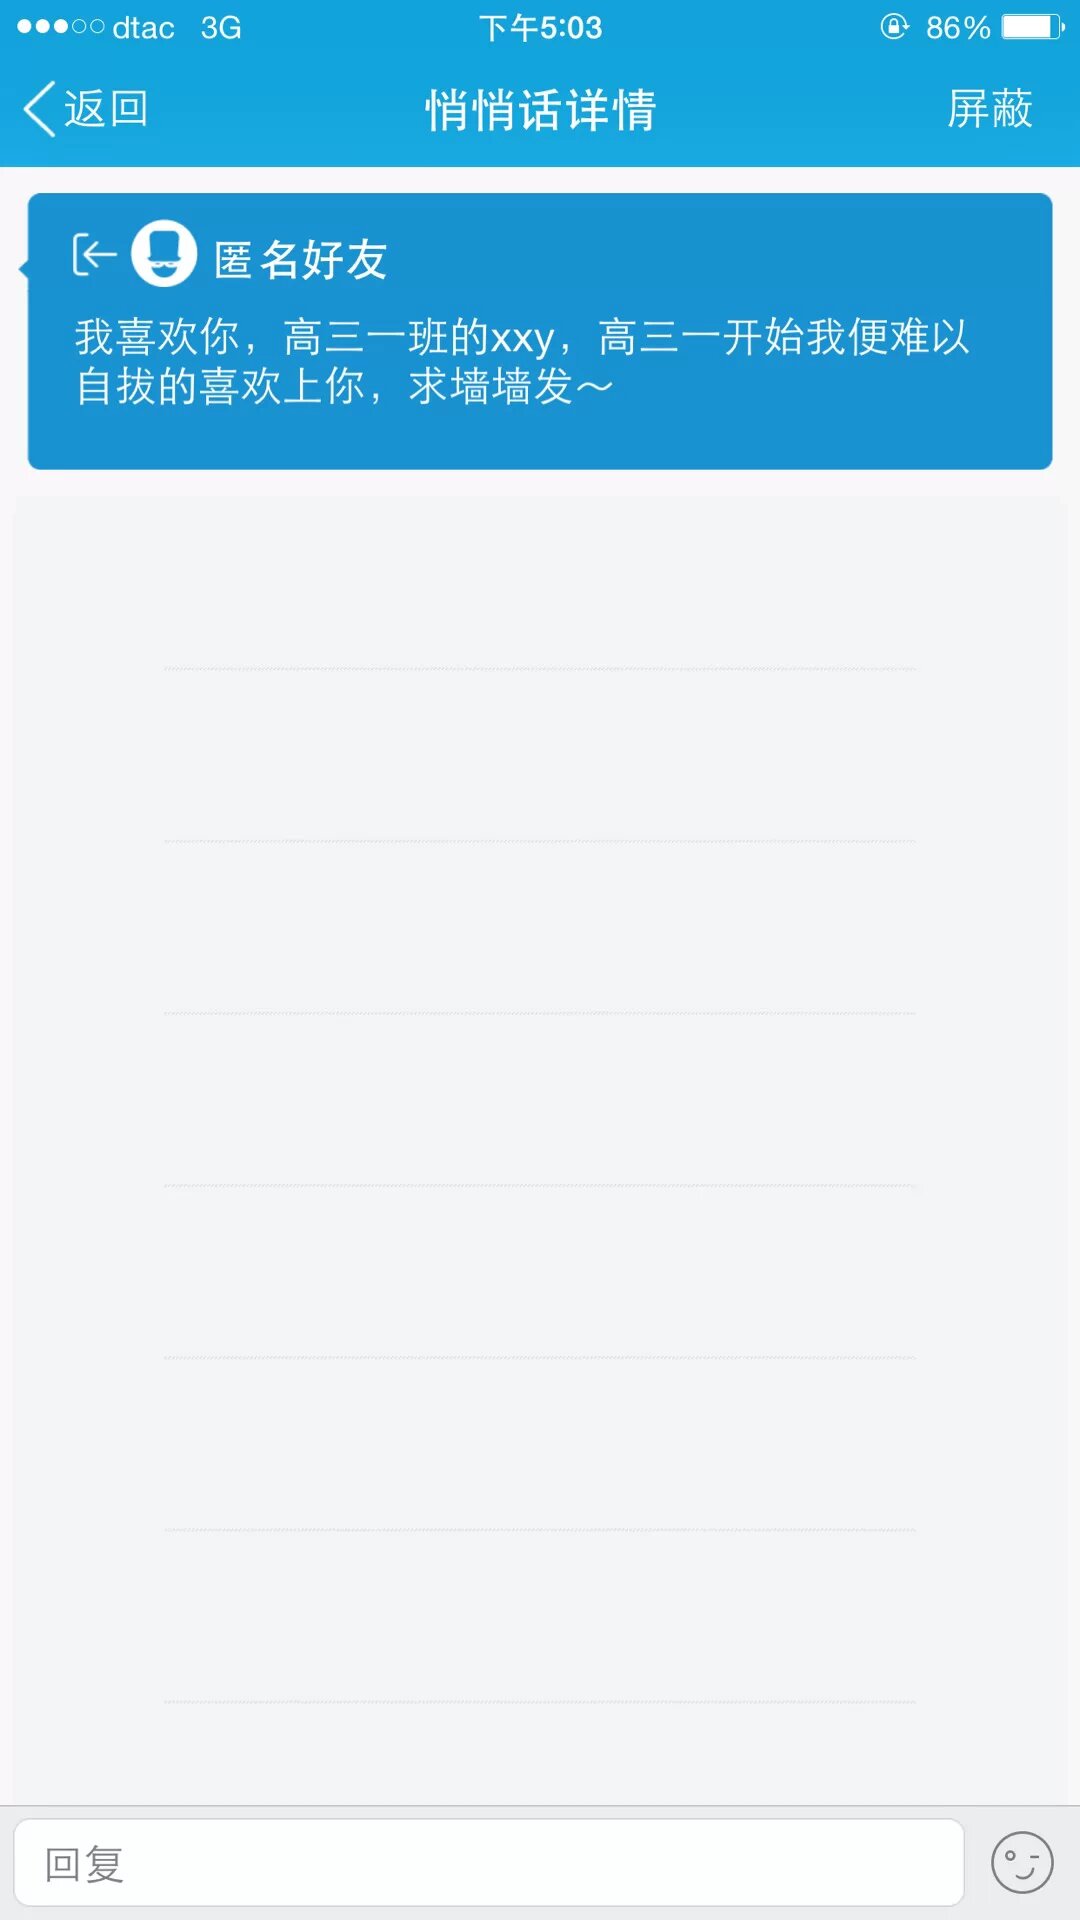 dtac 3G 下午5:03 86%
返回 悄悄话详情 屏蔽
匿名好友
我喜欢你，高三一班的xxy，高三一开始我便难以
自拔的喜欢上你，求墙墙发～
回复